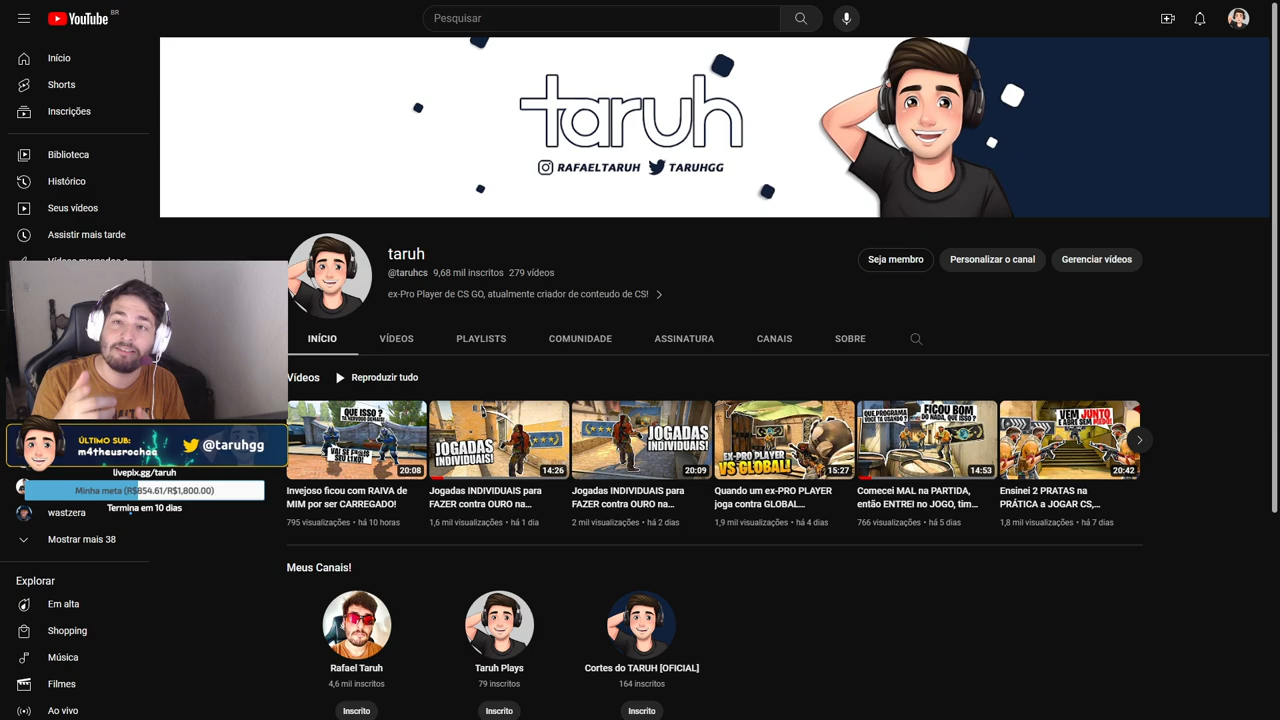 YouTube BR
Pesquisar
Início
Shorts
Inscrições
Biblioteca
Histórico
Seus vídeos
Assistir mais tarde
taruh
RAFAELTARUH TARUHGG
taruh
@taruhcs 9,68 mil inscritos 279 vídeos
ex-Pro Player de CS GO, atualmente criador de conteudo de CS!
Seja membro
Personalizar o canal
Gerenciar vídeos
INÍCIO VÍDEOS PLAYLISTS COMUNIDADE ASSINATURA CANAIS SOBRE
Vídeos Reproduzir tudo
QUE ISSO ?
TA NERVOSO DEMAIS!
20:08
Invejoso ficou com RAIVA de
MIM por ser CARREGADO!
795 visualizações • há 10 horas
JOGADAS
INDIVIDUAIS!
14:26
Jogadas INDIVIDUAIS para
FAZER contra OURO na...
1,6 mil visualizações • há 1 dia
JOGADAS
INDIVIDUAIS!
20:09
Jogadas INDIVIDUAIS para
FAZER contra OURO na...
2 mil visualizações • há 2 dias
EX-PRO PLAYER
VS GLOBAL!
15:27
Quando um ex-PRO PLAYER
joga contra GLOBAL...
1,9 mil visualizações • há 4 dias
QUE PROGRAMA
VOCÊ TA USANDO ?
FICOU BOM
DO NADA, QUE ISSO ?
14:53
Comecei MAL na PARTIDA,
então ENTREI no JOGO, tim...
766 visualizações • há 5 dias
VEM JUNTO
E ABRE SEM MEDO!
20:42
Ensinei 2 PRATAS na
PRÁTICA a JOGAR CS,...
1,8 mil visualizações • há 7 dias
ÚLTIMO SUB:
m4theusrochaa
@taruhgg
livepix.gg/taruh
Minha meta (R$854.61/R$1,800.00)
Termina em 10 dias
wastzera
Mostrar mais 38
Explorar
Em alta
Shopping
Música
Filmes
Ao vivo
Meus Canais!
Rafael Taruh
4,6 mil inscritos
Inscrito
Taruh Plays
79 inscritos
Inscrito
Cortes do TARUH [OFICIAL]
164 inscritos
Inscrito